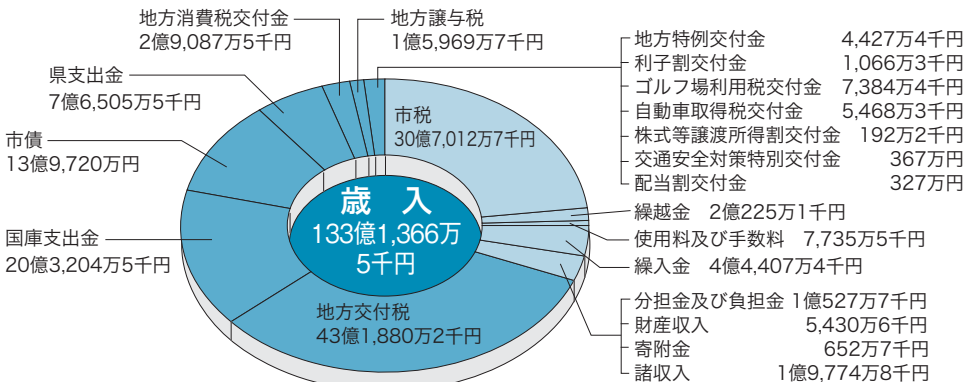 地方消費税交付金
2億9,087万5千円
地方譲与税
1億5,969万7千円
県支出金
7億6,505万5千円
市債
13億9,720万円
国庫支出金
20億3,204万5千円
地方交付税
43億1,880万2千円
市税
30億7,012万7千円
歳 入
133億1,366万
5千円
地方特例交付金 4,427万4千円
利子割交付金 1,066万3千円
ゴルフ場利用税交付金 7,384万4千円
自動車取得税交付金 5,468万3千円
株式等譲渡所得割交付金 192万2千円
交通安全対策特別交付金 367万円
配当割交付金 327万円
繰越金 2億225万1千円
使用料及び手数料 7,735万5千円
繰入金 4億4,407万4千円
分担金及び負担金 1億527万7千円
財産収入 5,430万6千円
寄附金 652万7千円
諸収入 1億9,774万8千円